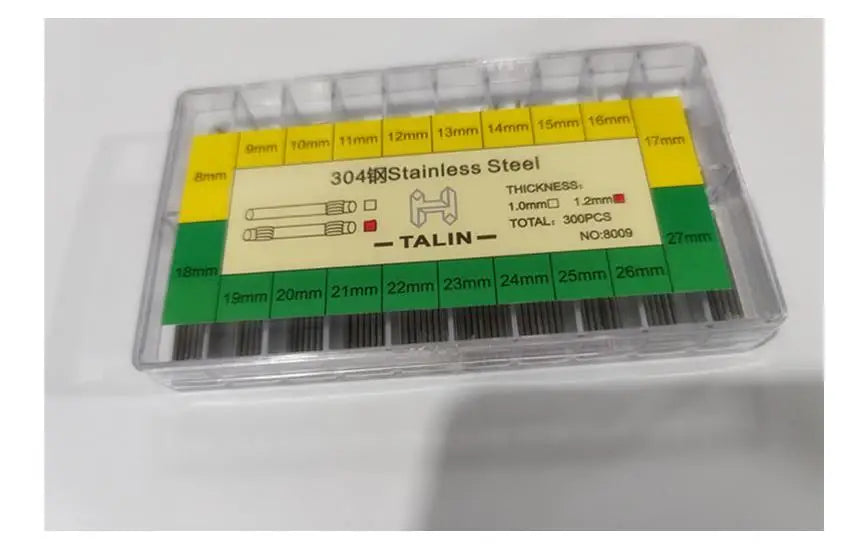 8mm 9mm 10mm 11mm 12mm 13mm 14mm 15mm 16mm 17mm
304钢Stainless Steel
THICKNESS:
1.0mm 1.2mm
TOTAL: 300PCS
NO:8009
TALIN
18mm 19mm 20mm 21mm 22mm 23mm 24mm 25mm 26mm 27mm